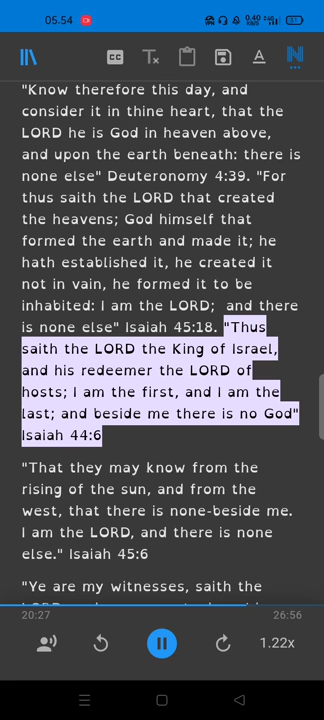 05.54
0.40 KB/S
CC
"Know therefore this day, and
consider it in thine heart, that the
LORD he is God in heaven above,
and upon the earth beneath: there is
none else" Deuteronomy 4:39. "For
thus saith the LORD that created
the heavens; God himself that
formed the earth and made it; he
hath established it, he created it
not in vain, he formed it to be
inhabited: I am the LORD; and there
is none else" Isaiah 45:18. "Thus
saith the LORD the King of Israel,
and his redeemer the LORD of
hosts; I am the first, and I am the
last; and beside me there is no God"
Isaiah 44:6
"That they may know from the
rising of the sun, and from the
west, that there is none-beside me.
I am the LORD, and there is none
else." Isaiah 45:6
"Ye are my witnesses, saith the
20:27
26:56
1.22x